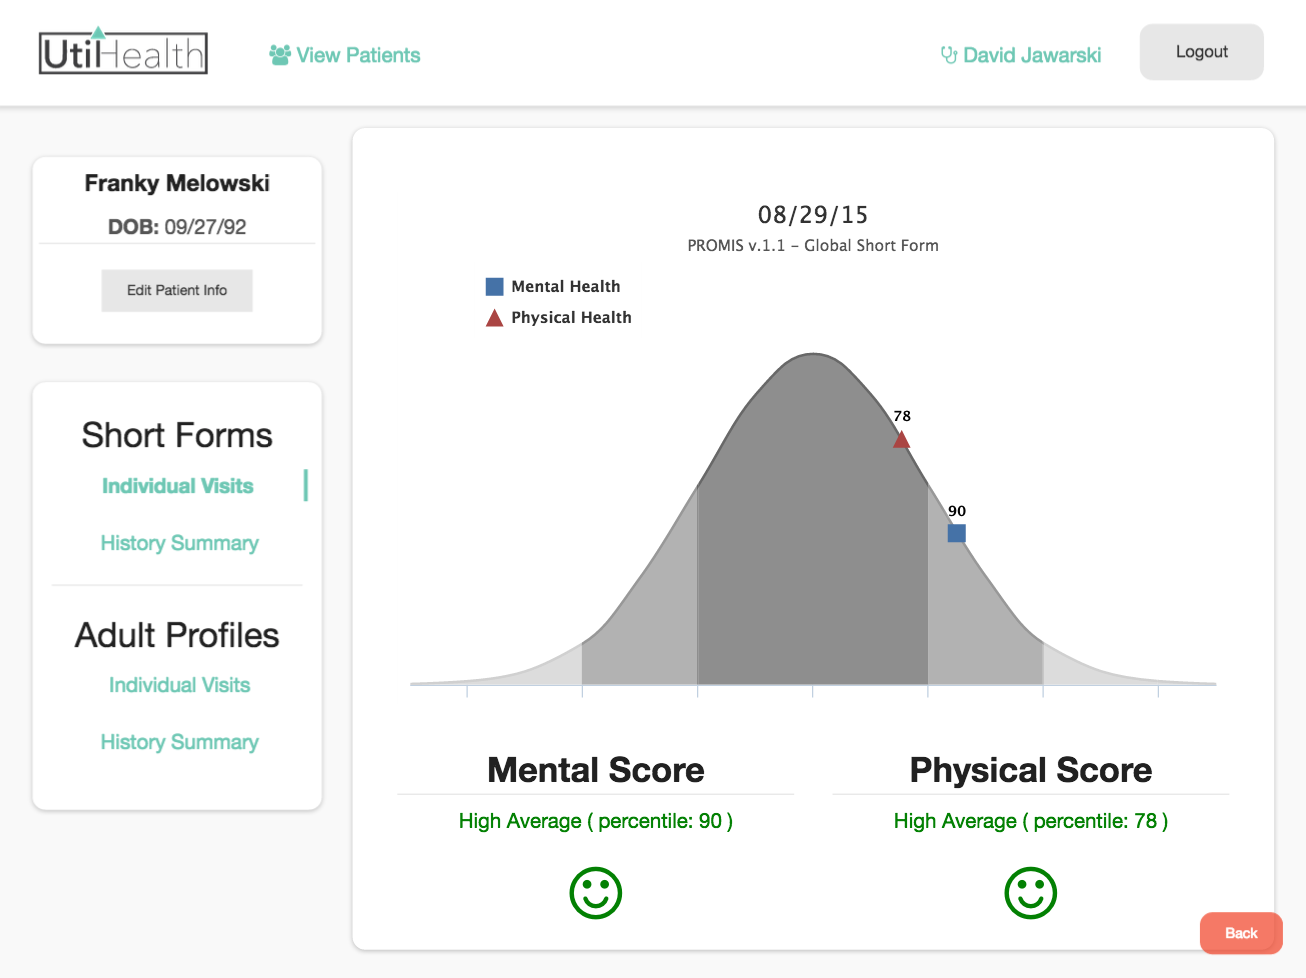 UtilHealth
View Patients
David Jawarski
Logout
Franky Melowski
DOB: 09/27/92
Edit Patient Info
Short Forms
Individual Visits
History Summary
Adult Profiles
Individual Visits
History Summary
08/29/15
PROMIS v.1.1 – Global Short Form
Mental Health
Physical Health
78
90
Mental Score
High Average ( percentile: 90 )
Physical Score
High Average ( percentile: 78 )
Back